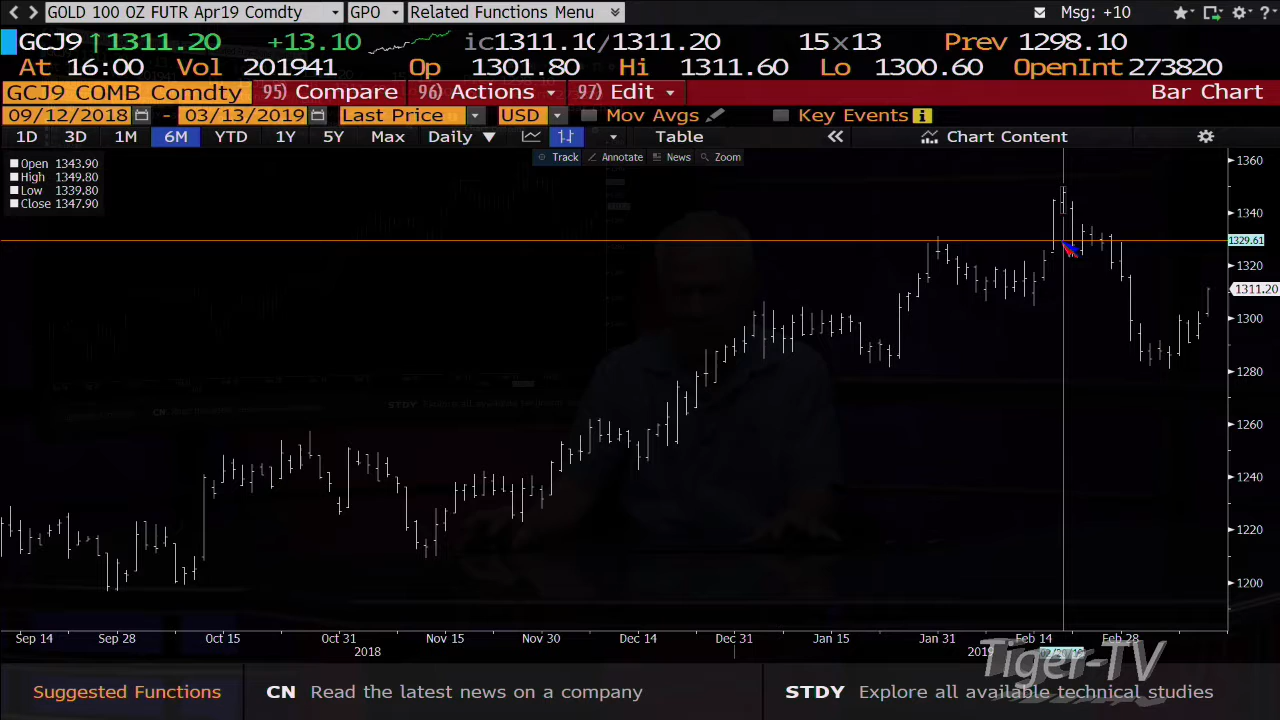 GOLD 100 OZ FUTR Apr19 Comdty GPO Related Functions Menu Msg: +10 ?
GCJ9 ↑1311.20 +13.10 ic1311.10/1311.20 15x13 Prev 1298.10
At 16:00 Vol 201941 Op 1301.80 Hi 1311.60 Lo 1300.60 OpenInt 273820
GCJ9 COMB Comdty 95) Compare 96) Actions 97) Edit Bar Chart
09/12/2018 - 03/13/2019 Last Price USD Mov Avgs Key Events i
1D 3D 1M 6M YTD 1Y 5Y Max Daily ▼ Table « Chart Content
Track Annotate News Zoom
Open 1343.90
High 1349.80
Low 1339.80
Close 1347.90
1360
1340
1329.61
1320
1311.20
1300
1280
1260
1240
1220
1200
Sep 14 Sep 28 Oct 15 Oct 31 Nov 15 Nov 30 Dec 14 Dec 31 Jan 15 Jan 31 Feb 14 Feb 28
2018 2019
Tiger-TV
Suggested Functions CN Read the latest news on a company STDY Explore all available technical studies